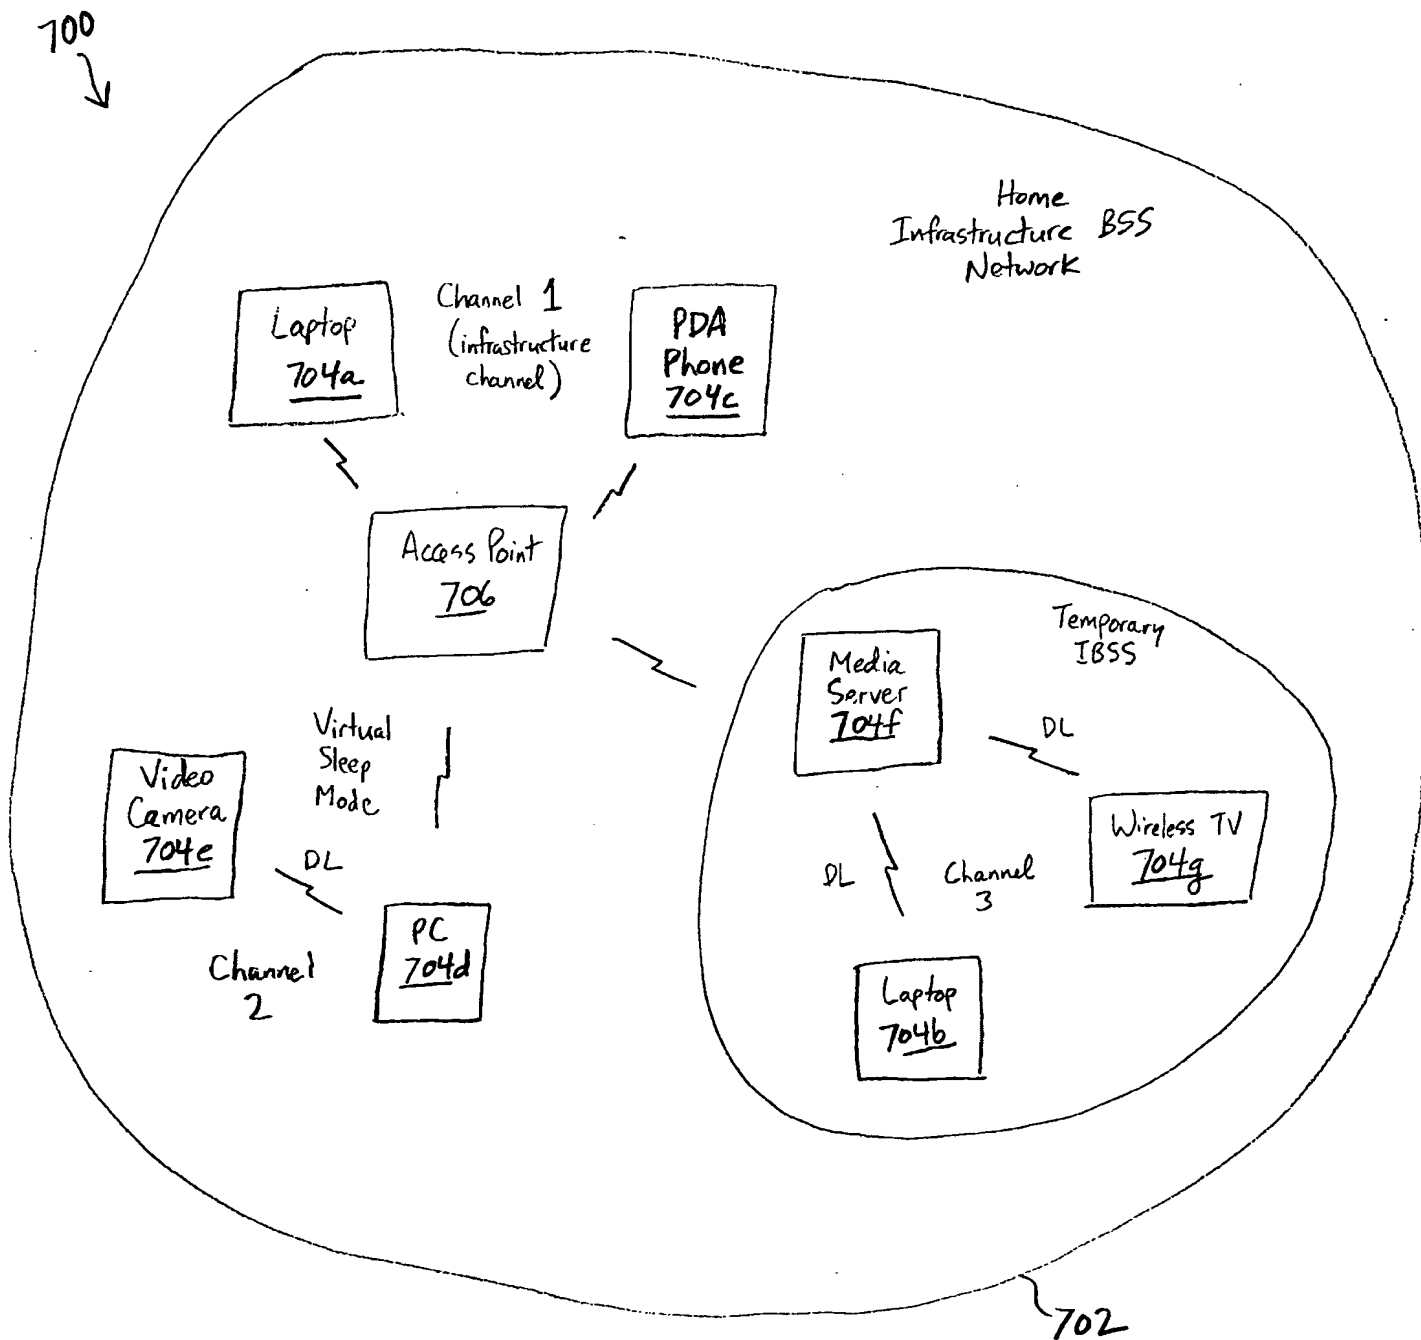 700
Home
Infrastructure BSS
Network
Laptop
704a
Channel 1
(infrastructure
channel)
PDA
Phone
704c
Access Point
706
Temporary
IBSS
Media
Server
704f
DL
Wireless TV
704g
DL
Channel
3
Laptop
704b
Virtual
Sleep
Mode
Video
Camera
704e
DL
PC
704d
Channel
2
702